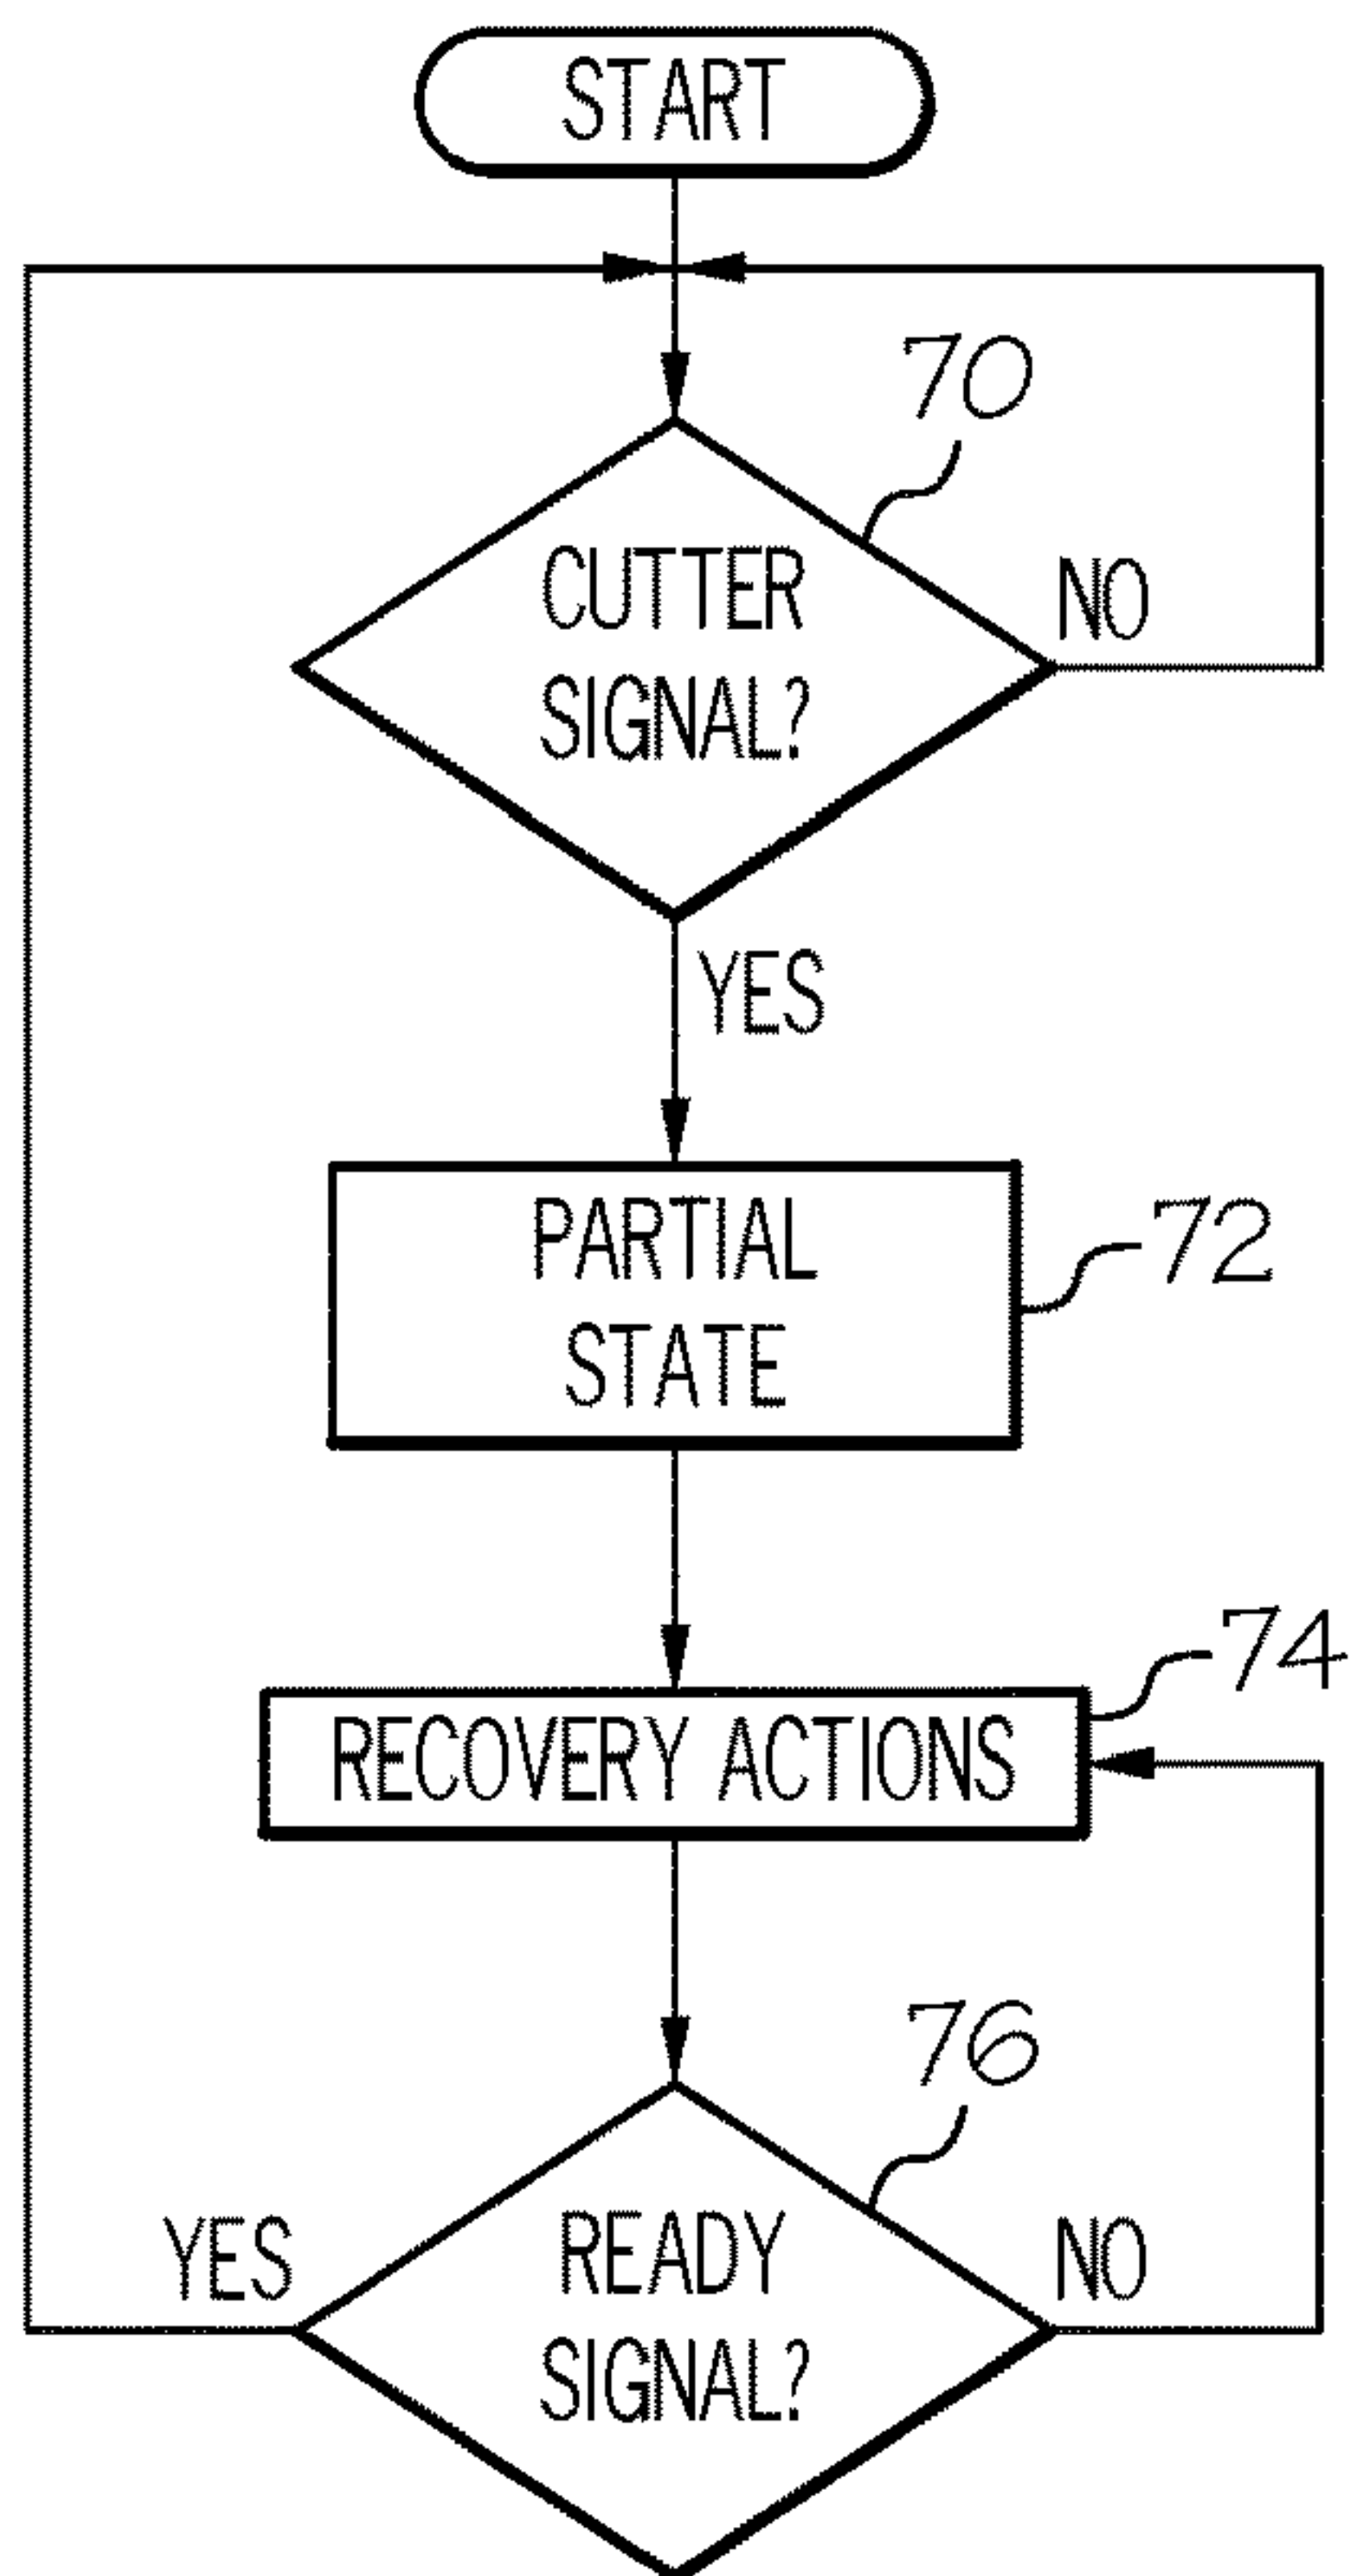 START
70
CUTTER
SIGNAL?
NO
YES
PARTIAL
STATE
72
74
RECOVERY ACTIONS
76
YES
READY
SIGNAL?
NO